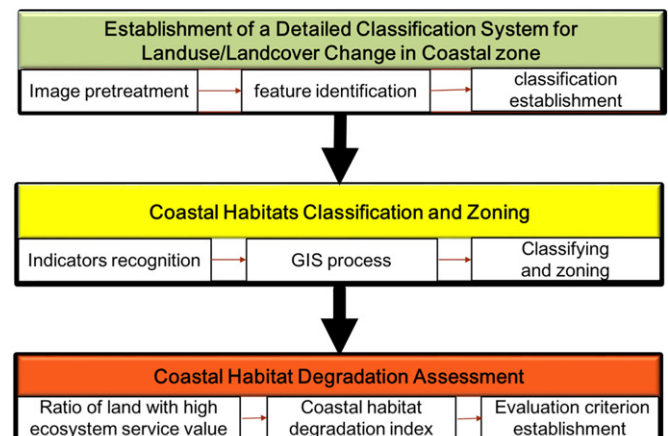 Establishment of a Detailed Classification System for
Landuse/Landcover Change in Coastal zone
Image pretreatment
feature identification
classification
establishment
Coastal Habitats Classification and Zoning
Indicators recognition
GIS process
Classifying
and zoning
Coastal Habitat Degradation Assessment
Ratio of land with high
ecosystem service value
Coastal habitat
degradation index
Evaluation criterion
establishment